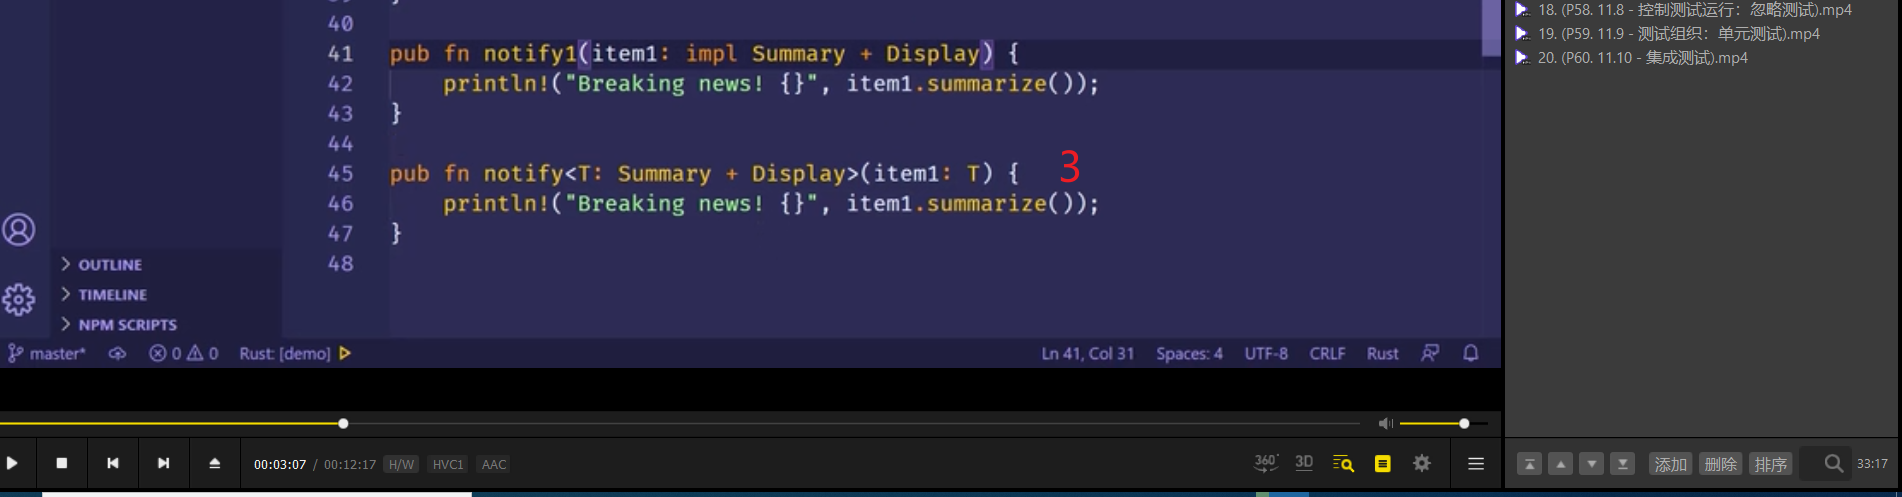 40
41 pub fn notify1(item1: impl Summary + Display) {
42     println!("Breaking news! {}", item1.summarize());
43 }
44
45 pub fn notify<T: Summary + Display>(item1: T) {
3
46     println!("Breaking news! {}", item1.summarize());
47 }
48
OUTLINE
TIMELINE
NPM SCRIPTS
master* 0 0 Rust: [demo] Ln 41, Col 31 Spaces: 4 UTF-8 CRLF Rust
00:03:07 / 00:12:17 H/W HVC1 AAC 360° 3D
18. (P58. 11.8 - 控制测试运行：忽略测试).mp4
19. (P59. 11.9 - 测试组织：单元测试).mp4
20. (P60. 11.10 - 集成测试).mp4
添加 删除 排序 33:17